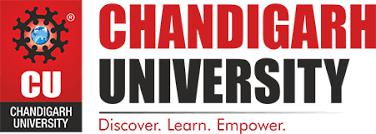 ®
CU
CHANDIGARH
UNIVERSITY
CHANDIGARH
UNIVERSITY
Discover. Learn. Empower.